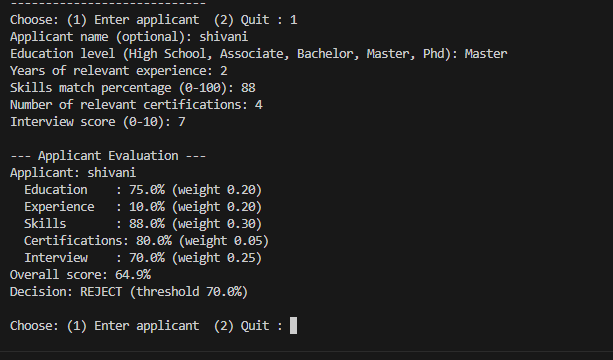 ----------------------------
Choose: (1) Enter applicant  (2) Quit : 1
Applicant name (optional): shivani
Education level (High School, Associate, Bachelor, Master, Phd): Master
Years of relevant experience: 2
Skills match percentage (0-100): 88
Number of relevant certifications: 4
Interview score (0-10): 7

--- Applicant Evaluation ---
Applicant: shivani
  Education    : 75.0% (weight 0.20)
  Experience   : 10.0% (weight 0.20)
  Skills       : 88.0% (weight 0.30)
  Certifications: 80.0% (weight 0.05)
  Interview    : 70.0% (weight 0.25)
Overall score: 64.9%
Decision: REJECT (threshold 70.0%)

Choose: (1) Enter applicant  (2) Quit :